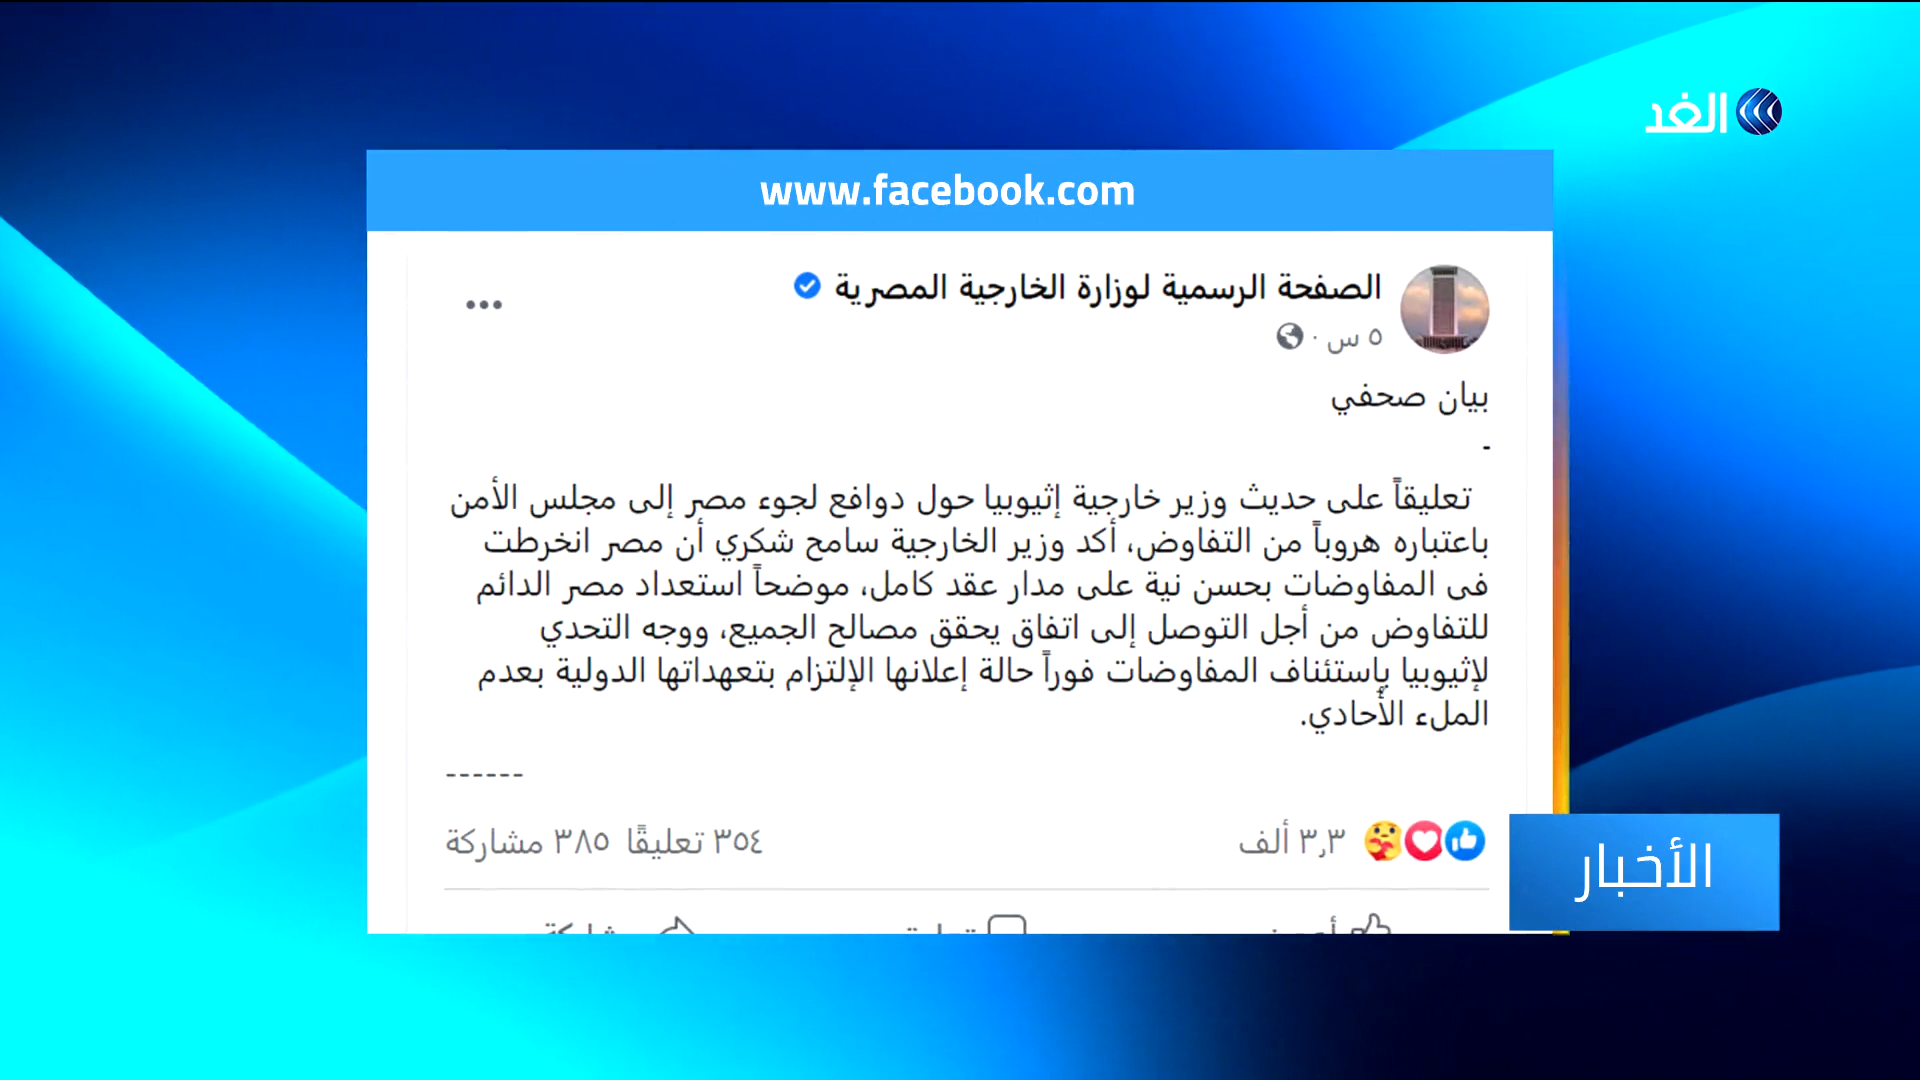 الغد
www.facebook.com
الصفحة الرسمية لوزارة الخارجية المصرية
٥ س ·
بيان صحفي
-
تعليقاً على حديث وزير خارجية إثيوبيا حول دوافع لجوء مصر إلى مجلس الأمن
باعتباره هروباً من التفاوض، أكد وزير الخارجية سامح شكري أن مصر انخرطت
فى المفاوضات بحسن نية على مدار عقد كامل، موضحاً استعداد مصر الدائم
للتفاوض من أجل التوصل إلى اتفاق يحقق مصالح الجميع، ووجه التحدي
لإثيوبيا بإستئناف المفاوضات فوراً حالة إعلانها الإلتزام بتعهداتها الدولية بعدم
الملء الأُحادي.
------
٣٫٣ ألف
٣٥٤ تعليقًا ٣٨٥ مشاركة
الأخبار